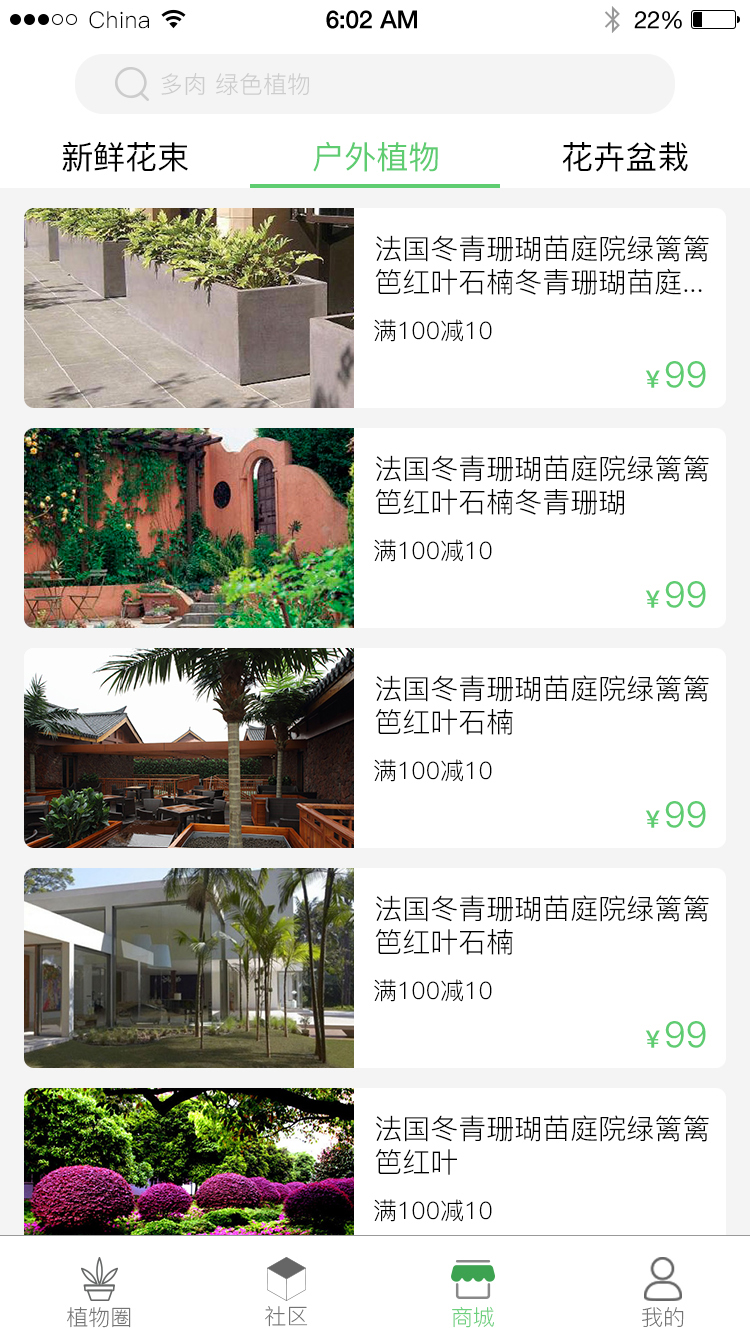 China 6:02 AM 22%
多肉 绿色植物
新鲜花束 户外植物 花卉盆栽
法国冬青珊瑚苗庭院绿篱篱
笆红叶石楠冬青珊瑚苗庭...
满100减10
¥99
法国冬青珊瑚苗庭院绿篱篱
笆红叶石楠冬青珊瑚
满100减10
¥99
法国冬青珊瑚苗庭院绿篱篱
笆红叶石楠
满100减10
¥99
法国冬青珊瑚苗庭院绿篱篱
笆红叶石楠
满100减10
¥99
法国冬青珊瑚苗庭院绿篱篱
笆红叶
满100减10
植物圈 社区 商城 我的